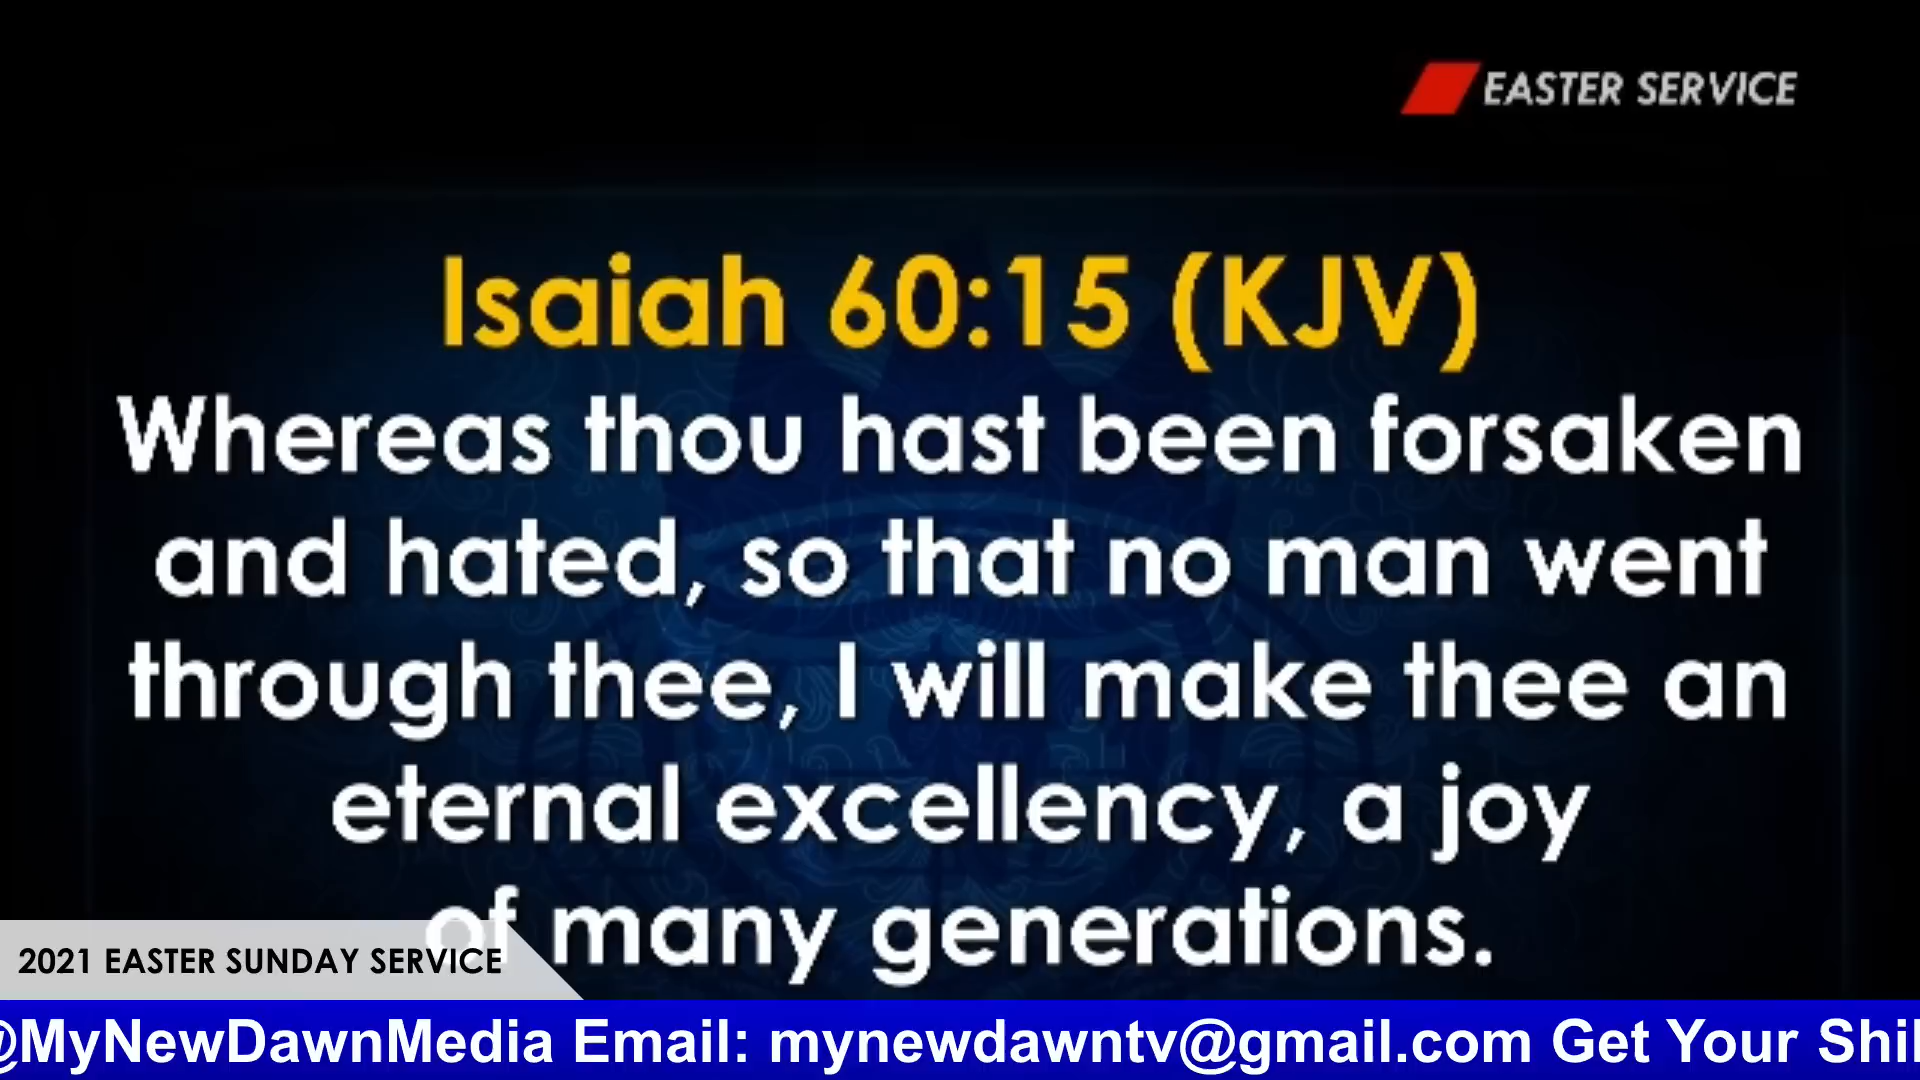 EASTER SERVICE
Isaiah 60:15 (KJV)
Whereas thou hast been forsaken
and hated, so that no man went
through thee, I will make thee an
eternal excellency, a joy
of many generations.
2021 EASTER SUNDAY SERVICE
@MyNewDawnMedia Email: mynewdawntv@gmail.com Get Your